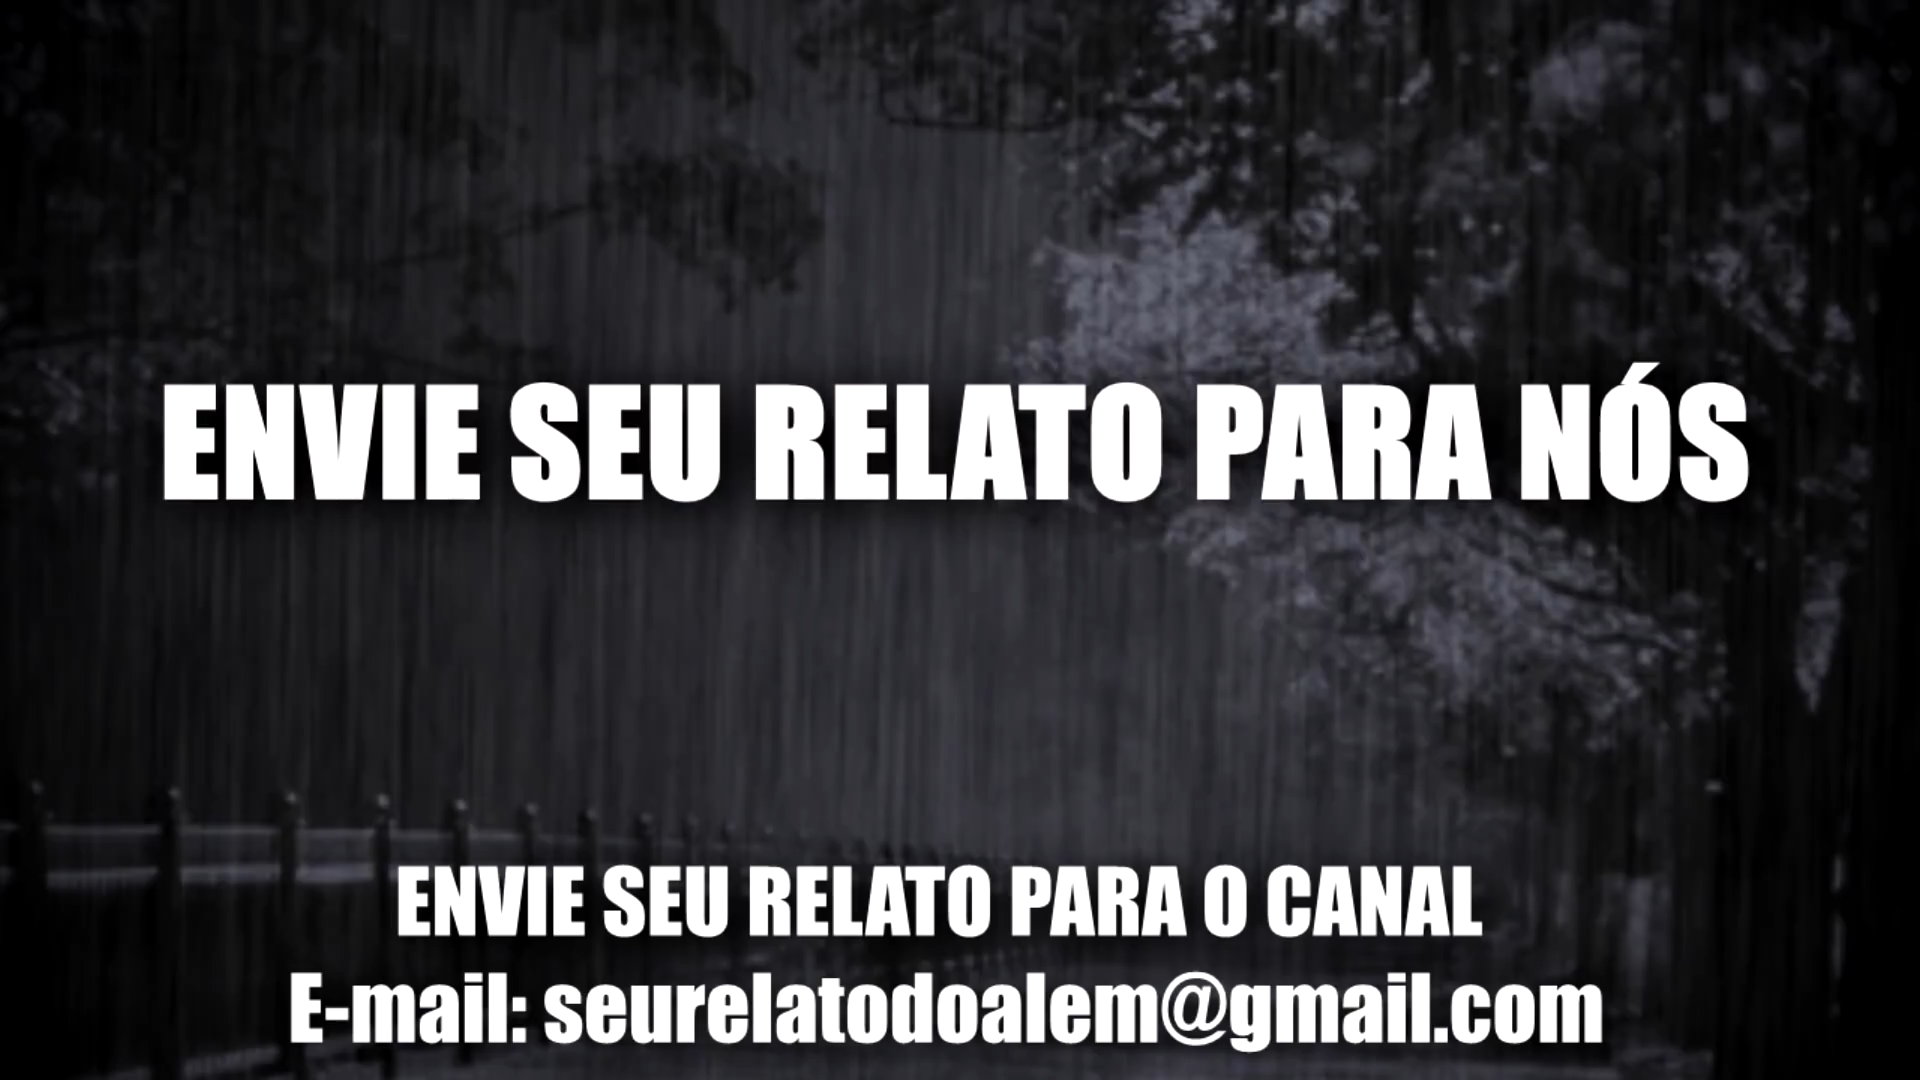 ENVIE SEU RELATO PARA NÓS
ENVIE SEU RELATO PARA O CANAL
E-mail: seurelatodoalem@gmail.com